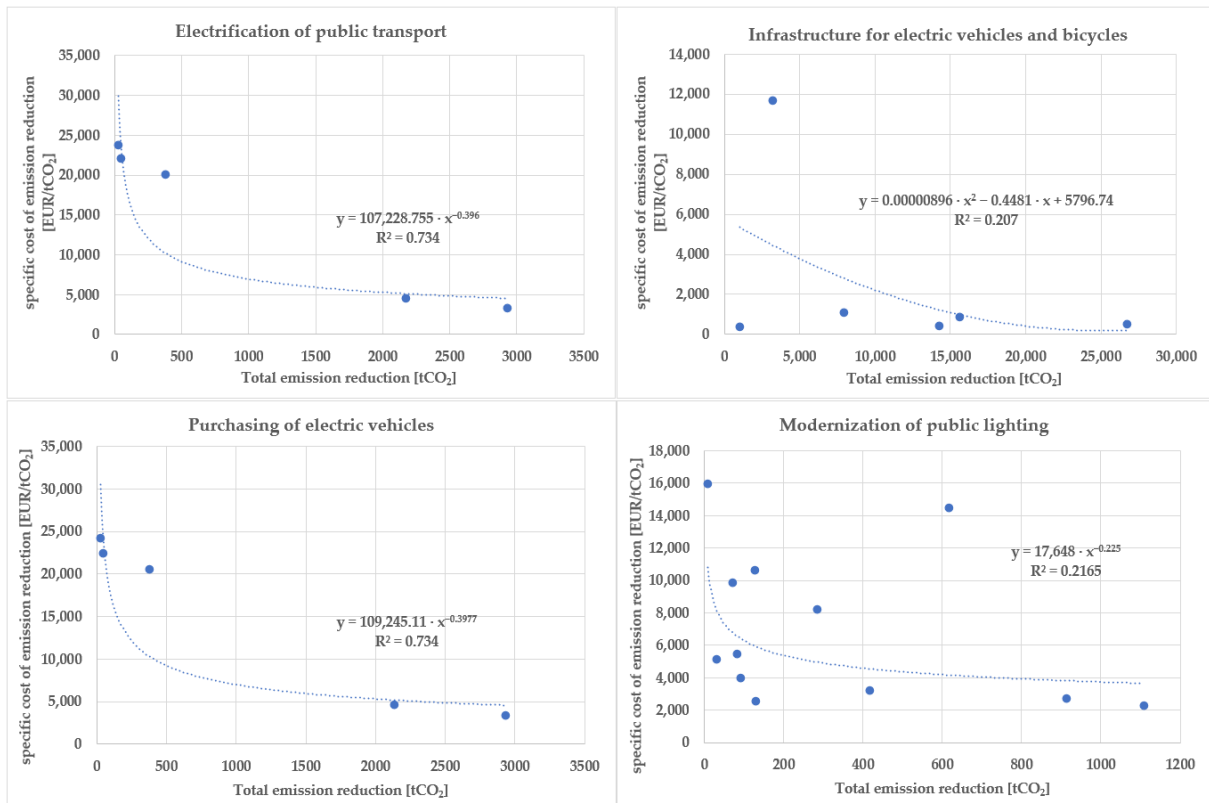 Electrification of public transport
specific cost of emission reduction
[EUR/tCO₂]
35,000
30,000
25,000
20,000
15,000
10,000
5,000
0
y = 107,228.755 · x⁻⁰·³⁹⁶
R² = 0.734
0 500 1000 1500 2000 2500 3000 3500
Total emission reduction [tCO₂]
Infrastructure for electric vehicles and bicycles
specific cost of emission reduction
[EUR/tCO₂]
14,000
12,000
10,000
8,000
6,000
4,000
2,000
0
y = 0.00000896 · x² − 0.4481 · x + 5796.74
R² = 0.207
0 5,000 10,000 15,000 20,000 25,000 30,000
Total emission reduction [tCO₂]
Purchasing of electric vehicles
specific cost of emission reduction [EUR/tCO₂]
35,000
30,000
25,000
20,000
15,000
10,000
5,000
0
y = 109,245.11 · x⁻⁰·³⁹⁷⁷
R² = 0.734
0 500 1000 1500 2000 2500 3000 3500
Total emission reduction [tCO₂]
Modernization of public lighting
specific cost of emission reduction [EUR/tCO₂]
18,000
16,000
14,000
12,000
10,000
8,000
6,000
4,000
2,000
0
y = 17,648 · x⁻⁰·²²⁵
R² = 0.2165
0 200 400 600 800 1000 1200
Total emission reduction [tCO₂]